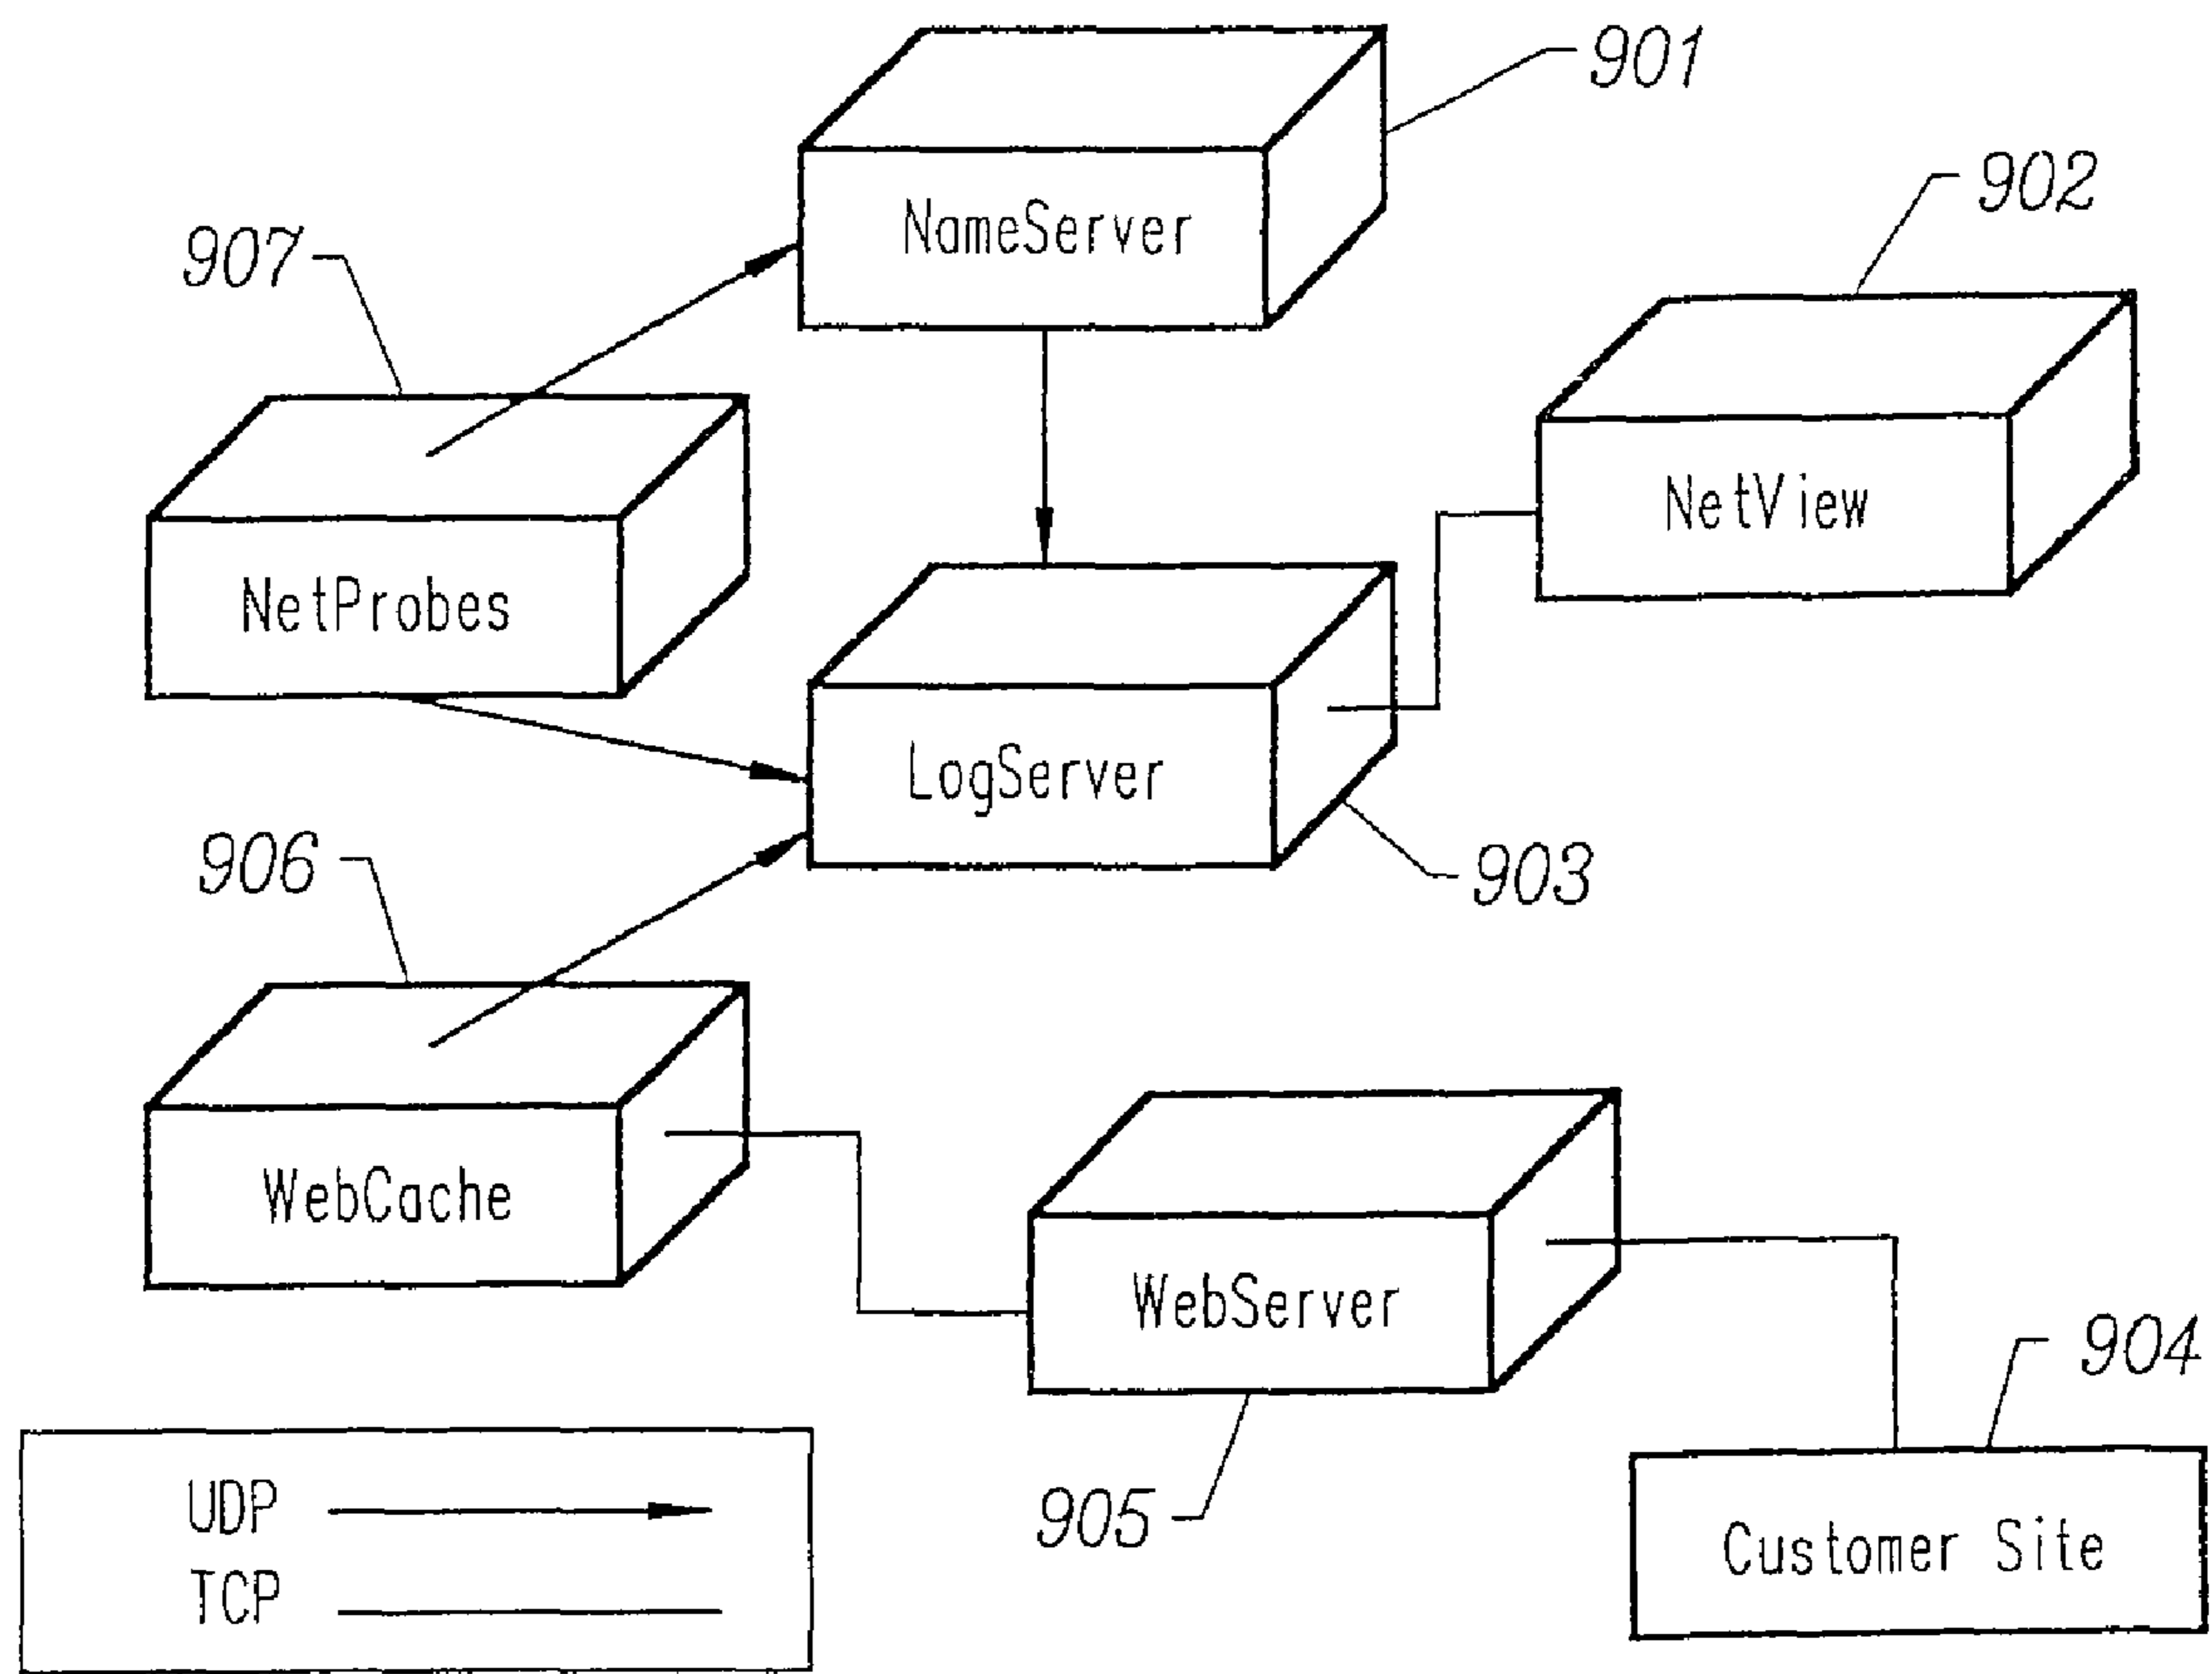 901
NameServer
902
907
NetView
NetProbes
LogServer
903
906
WebCache
WebServer
904
905
Customer Site
UDP
TCP